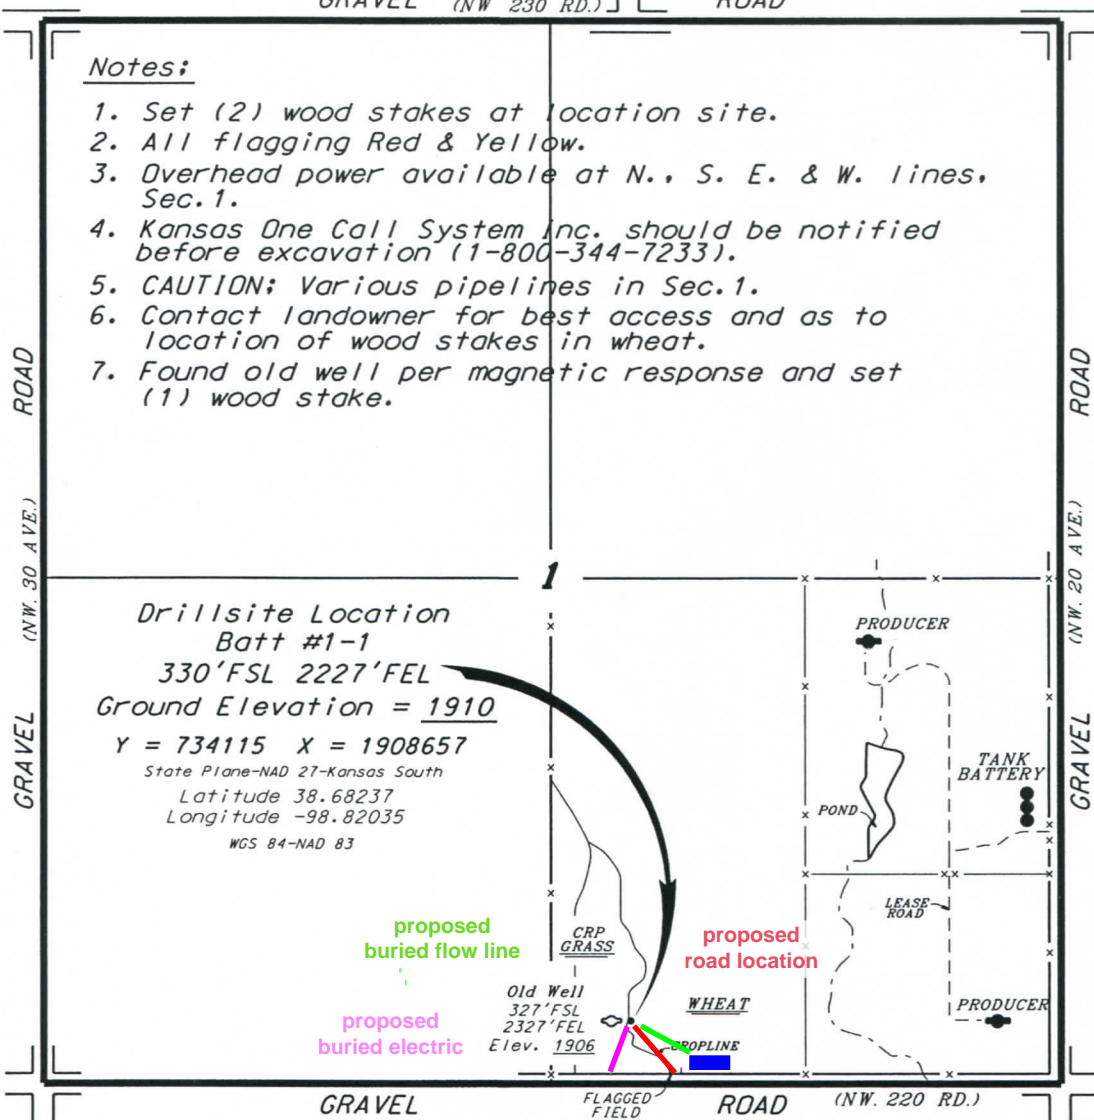 GRAVEL (NW 230 RD.) ROAD
Notes:
1. Set (2) wood stakes at location site.
2. All flagging Red & Yellow.
3. Overhead power available at N., S. E. & W. lines,
Sec.1.
4. Kansas One Call System Inc. should be notified
before excavation (1-800-344-7233).
5. CAUTION: Various pipelines in Sec.1.
6. Contact landowner for best access and as to
location of wood stakes in wheat.
7. Found old well per magnetic response and set
(1) wood stake.
GRAVEL (NW. 30 AVE.) ROAD
GRAVEL (NW. 20 AVE.) ROAD
1
Drillsite Location
Batt #1-1
330'FSL 2227'FEL
Ground Elevation = 1910
Y = 734115 X = 1908657
State Plane-NAD 27-Kansas South
Latitude 38.68237
Longitude -98.82035
WGS 84-NAD 83
PRODUCER
TANK
BATTERY
POND
LEASE
ROAD
proposed
buried flow line
CRP
GRASS
proposed
road location
Old Well
327'FSL
2327'FEL
Elev. 1906
WHEAT
PRODUCER
proposed
buried electric
CROPLINE
FLAGGED
FIELD
GRAVEL ROAD (NW. 220 RD.)